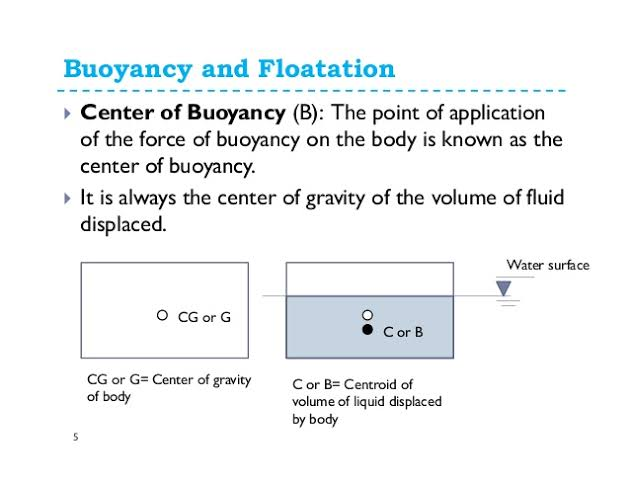 Buoyancy and Floatation
Center of Buoyancy (B): The point of application
of the force of buoyancy on the body is known as the
center of buoyancy.
It is always the center of gravity of the volume of fluid
displaced.
Water surface
CG or G
C or B
CG or G= Center of gravity
of body
C or B= Centroid of
volume of liquid displaced
by body
5